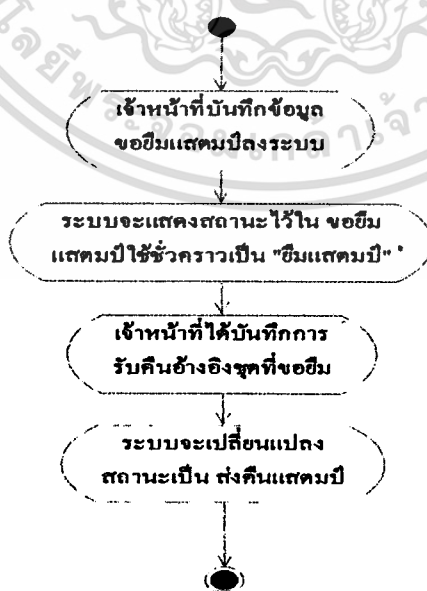 เจ้าหน้าที่บันทึกข้อมูล
ขอยืมแสตมป์ลงระบบ
ระบบจะแสดงสถานะไว้ใน ขอยืม
แสตมป์ใช้ชั่วคราวเป็น "ยืมแสตมป์"
เจ้าหน้าที่ได้บันทึกการ
รับคืนอ้างอิงชุดที่ขอยืม
ระบบจะเปลี่ยนแปลง
สถานะเป็น ส่งคืนแสตมป์